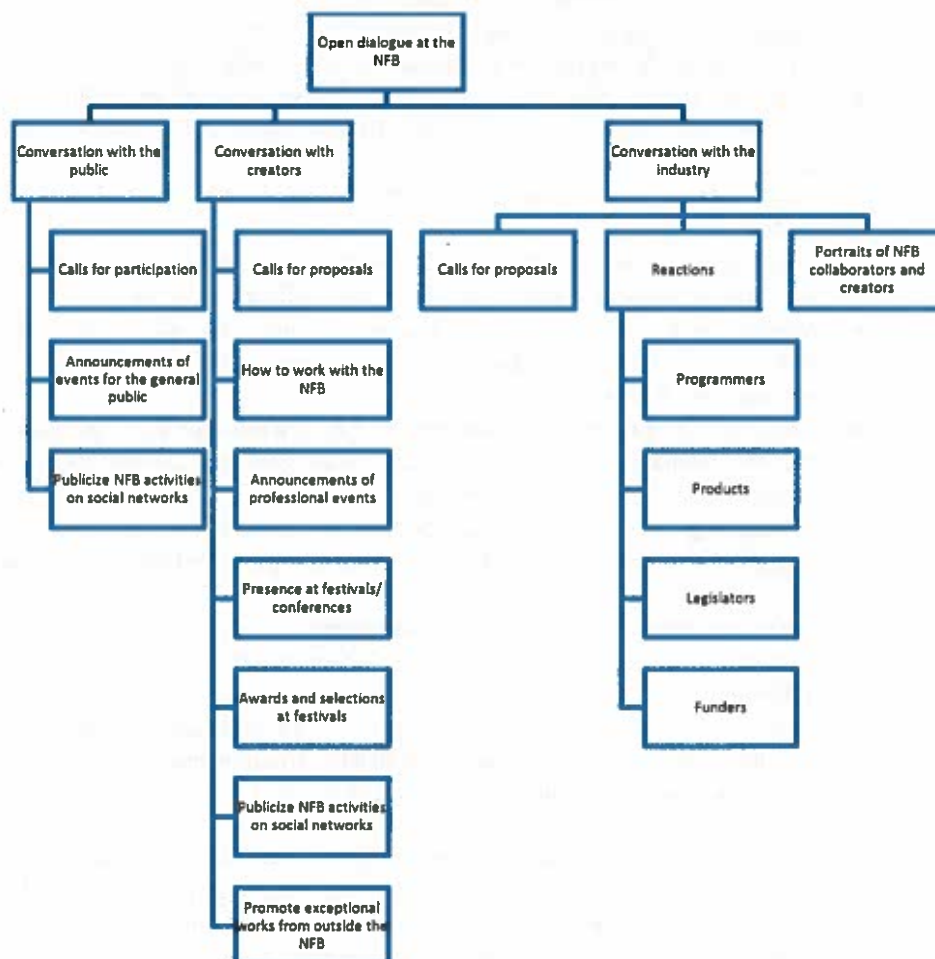 Open dialogue at the
NFB
Conversation with the
public
Conversation with
creators
Conversation with the
industry
Calls for participation
Announcements of
events for the general
public
Publicize NFB activities
on social networks
Calls for proposals
How to work with the
NFB
Announcements of
professional events
Presence at festivals/
conferences
Awards and selections
at festivals
Publicize NFB activities
on social networks
Promote exceptional
works from outside the
NFB
Calls for proposals
Reactions
Portraits of NFB
collaborators and
creators
Programmers
Products
Legislators
Funders